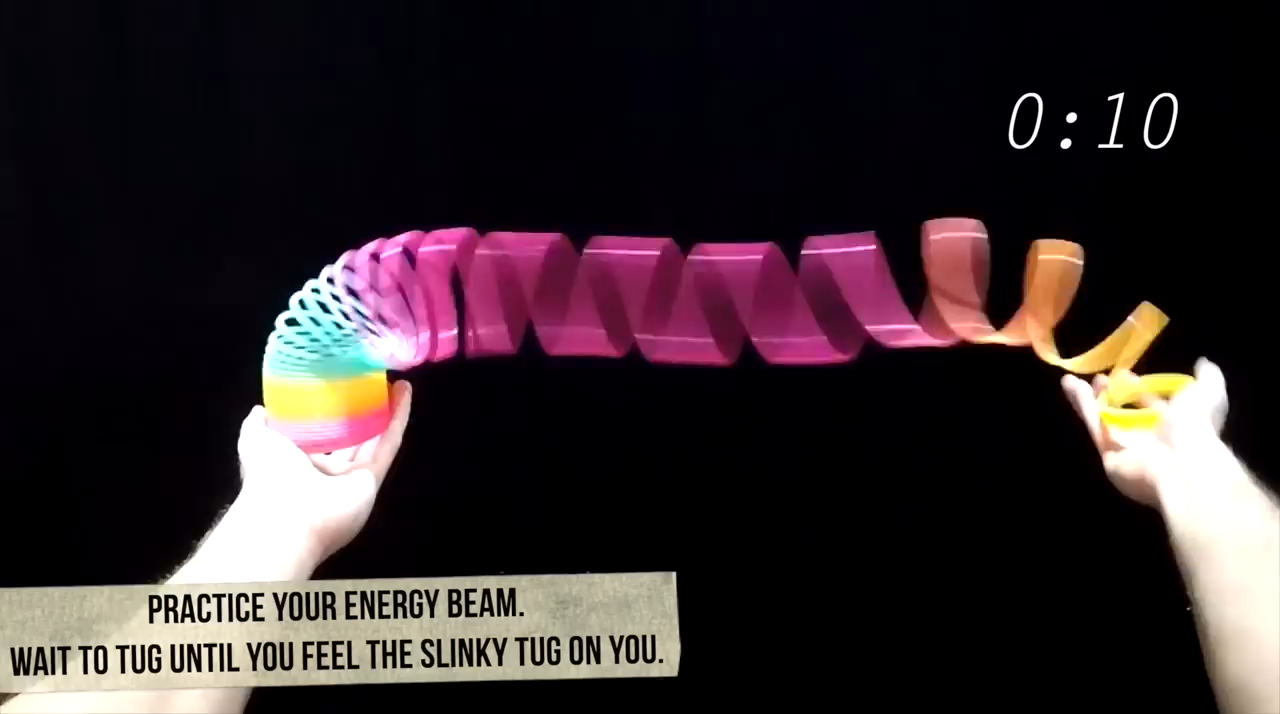 0:10
PRACTICE YOUR ENERGY BEAM.
WAIT TO TUG UNTIL YOU FEEL THE SLINKY TUG ON YOU.